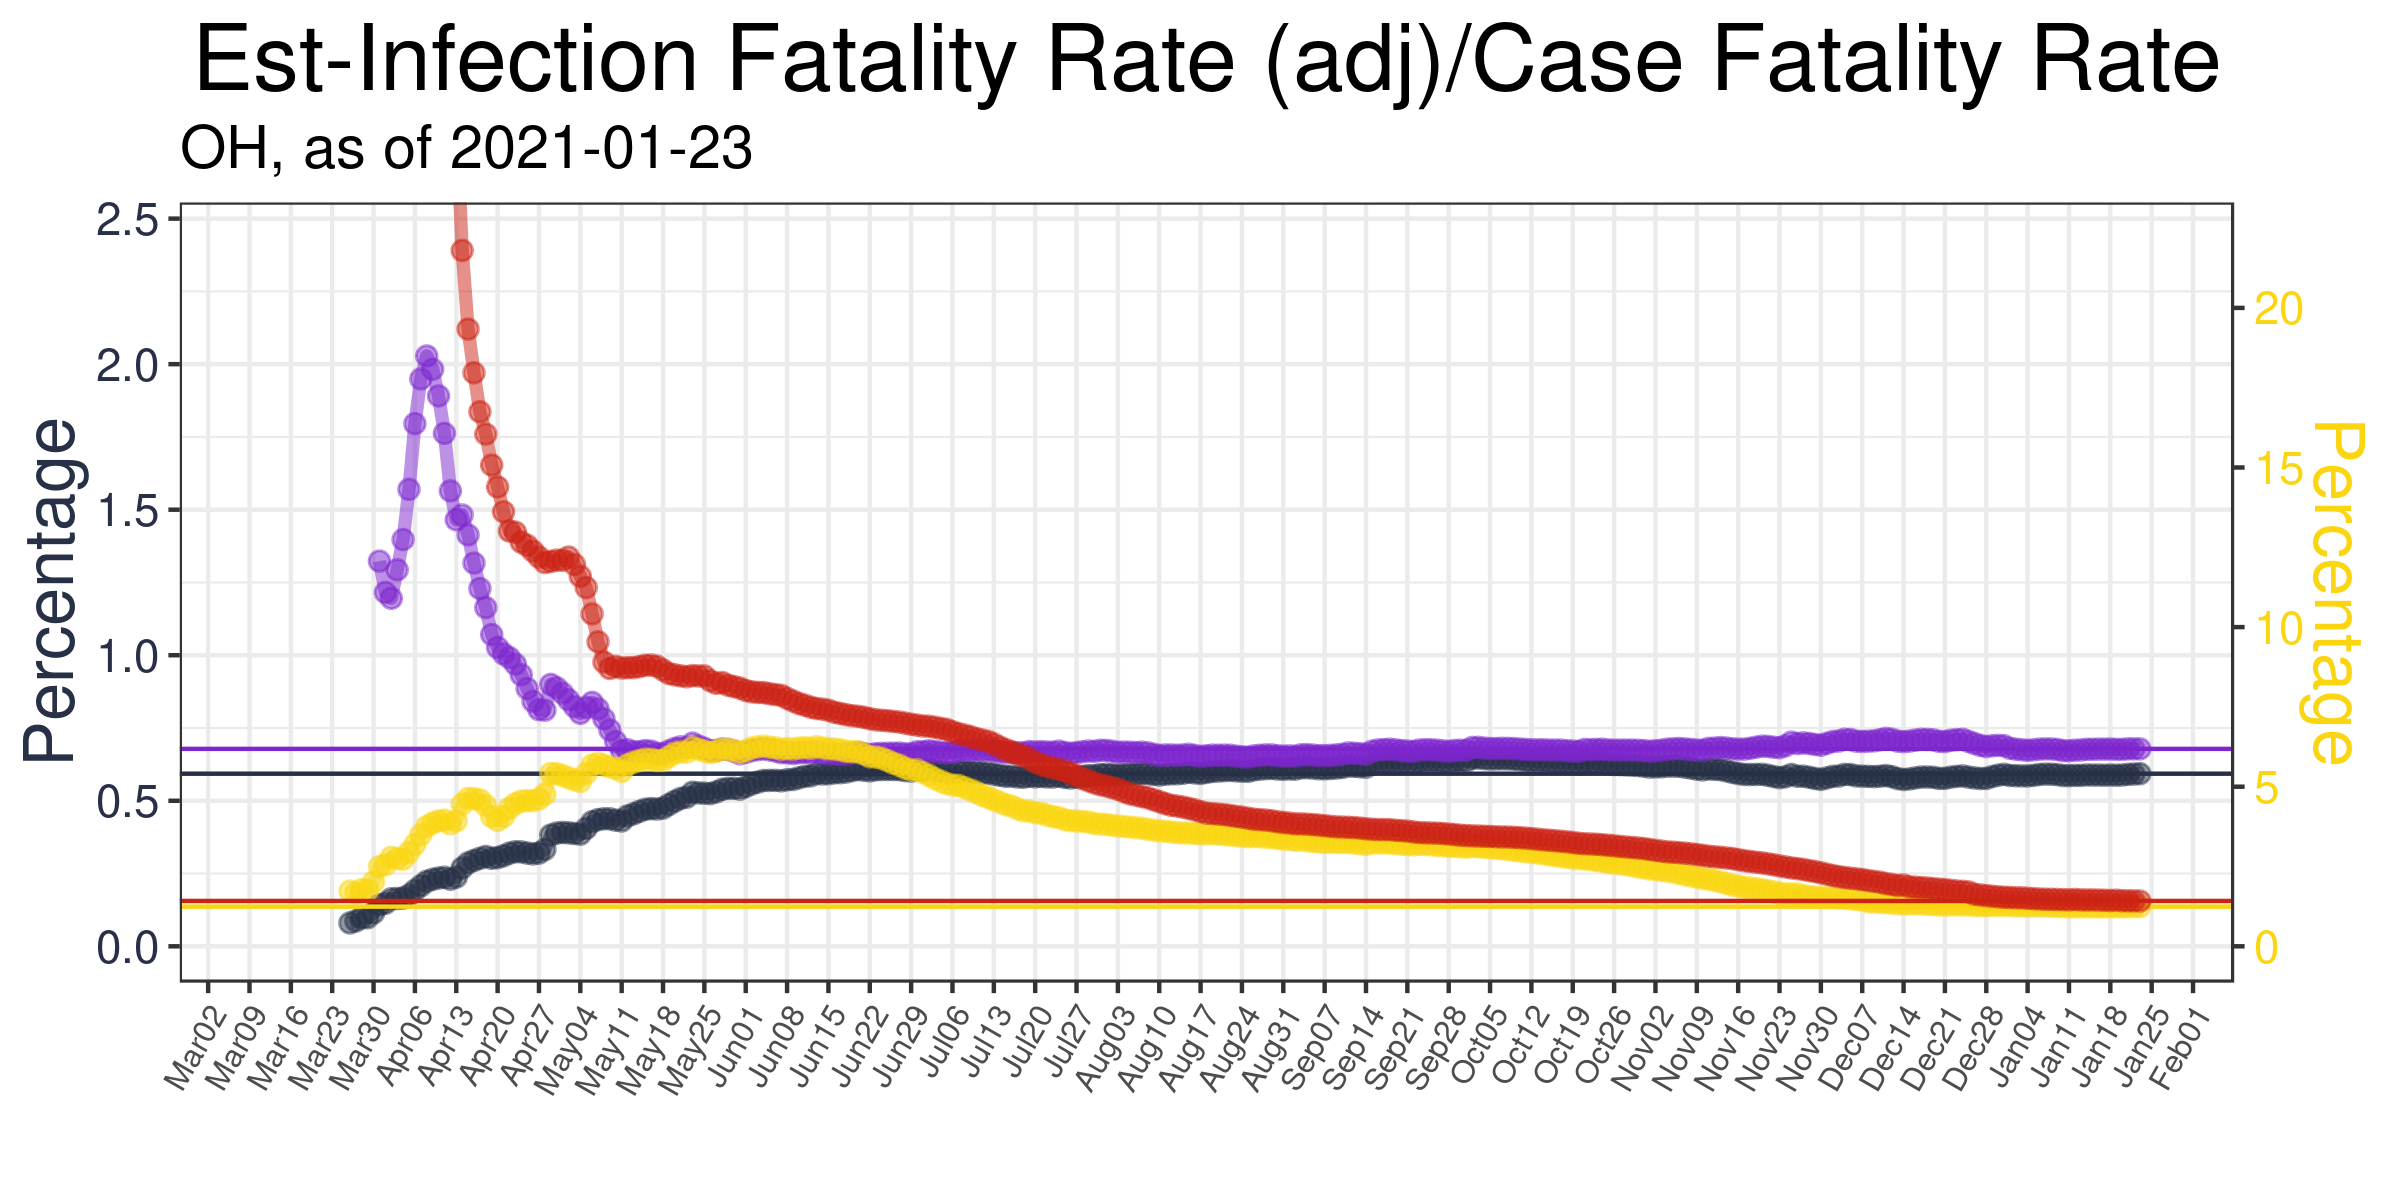 Est-Infection Fatality Rate (adj)/Case Fatality Rate
OH, as of 2021-01-23
Percentage
2.5
2.0
1.5
1.0
0.5
0.0
20
15
10
5
0
Percentage
Mar02 Mar09 Mar16 Mar23 Mar30 Apr06 Apr13 Apr20 Apr27 May04 May11 May18 May25 Jun01 Jun08 Jun15 Jun22 Jun29 Jul06 Jul13 Jul20 Jul27 Aug03 Aug10 Aug17 Aug24 Aug31 Sep07 Sep14 Sep21 Sep28 Oct05 Oct12 Oct19 Oct26 Nov02 Nov09 Nov16 Nov23 Nov30 Dec07 Dec14 Dec21 Dec28 Jan04 Jan11 Jan18 Jan25 Feb01